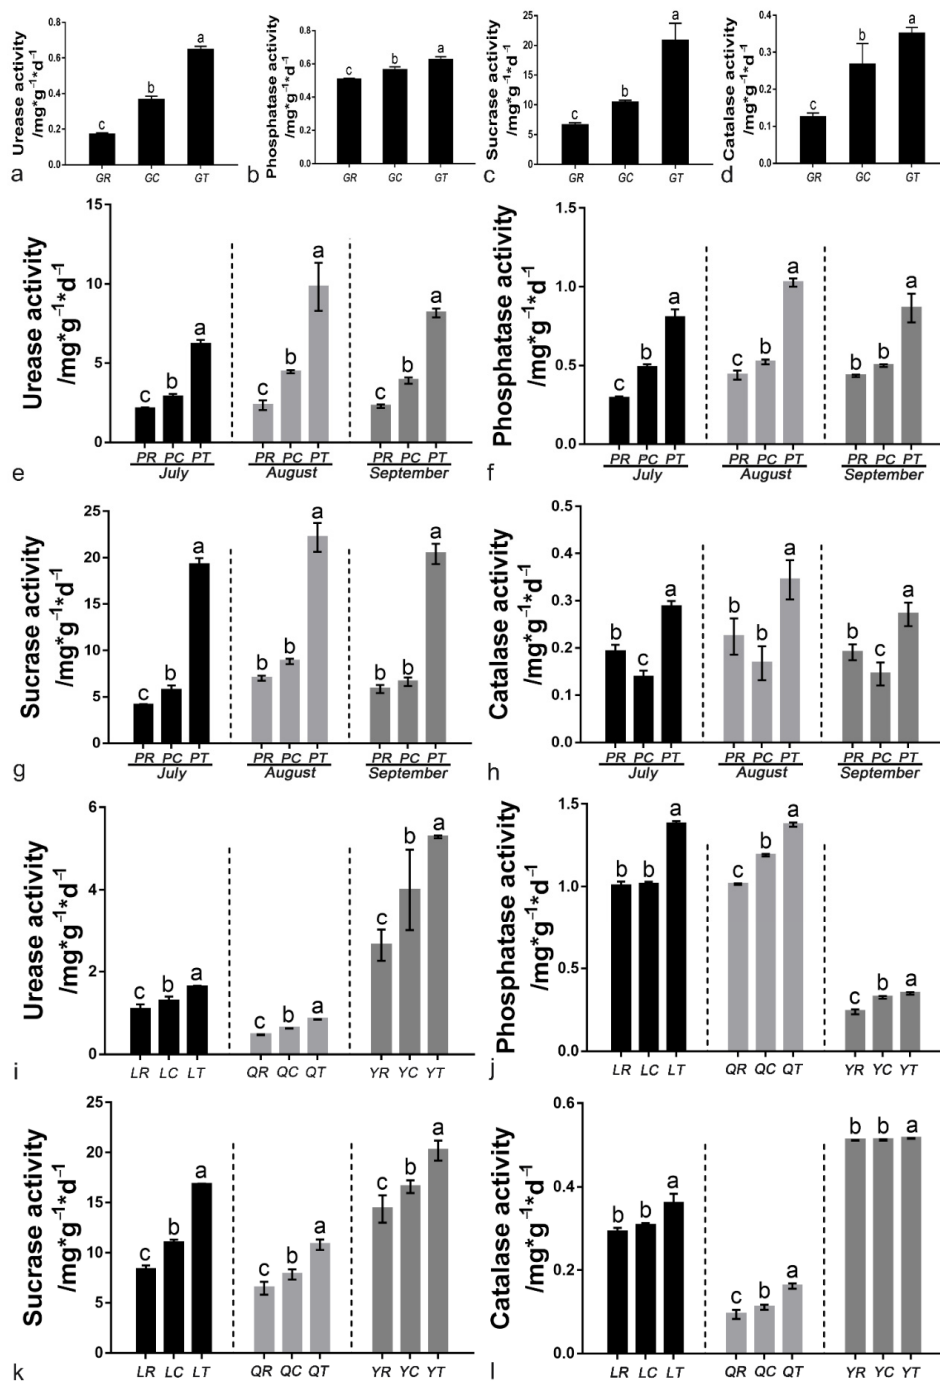 Urease activity
/mg*g⁻¹*d⁻¹
0.8
0.6
0.4
0.2
0.0
c
b
a
GR GC GT
a
Phosphatase activity
/mg*g⁻¹*d⁻¹
0.8
0.6
0.4
0.2
0.0
c
b
a
GR GC GT
b
Sucrase activity
/mg*g⁻¹*d⁻¹
25
20
15
10
5
0
c
b
a
GR GC GT
c
Catalase activity
/mg*g⁻¹*d⁻¹
0.4
0.3
0.2
0.1
0.0
c
b
a
GR GC GT
d
Urease activity
/mg*g⁻¹*d⁻¹
15
10
5
0
c b a
c b a
c b a
PR PC PT PR PC PT PR PC PT
July August September
e
Phosphatase activity
/mg*g⁻¹*d⁻¹
1.5
1.0
0.5
0.0
c b a
c b a
b b a
PR PC PT PR PC PT PR PC PT
July August September
f
Sucrase activity
/mg*g⁻¹*d⁻¹
25
20
15
10
5
0
c b a
b b a
b b a
PR PC PT PR PC PT PR PC PT
July August September
g
Catalase activity
/mg*g⁻¹*d⁻¹
0.5
0.4
0.3
0.2
0.1
0.0
b c a
b b a
b c a
PR PC PT PR PC PT PR PC PT
July August September
h
Urease activity
/mg*g⁻¹*d⁻¹
6
4
2
0
c b a
c b a
c b a
LR LC LT QR QC QT YR YC YT
i
Phosphatase activity
/mg*g⁻¹*d⁻¹
1.5
1.0
0.5
0.0
b b a
c b a
c b a
LR LC LT QR QC QT YR YC YT
j
Sucrase activity
/mg*g⁻¹*d⁻¹
25
20
15
10
5
0
c b a
c b a
c b a
LR LC LT QR QC QT YR YC YT
k
Catalase activity
/mg*g⁻¹*d⁻¹
0.6
0.4
0.2
0.0
b b a
c b a
b b a
LR LC LT QR QC QT YR YC YT
l